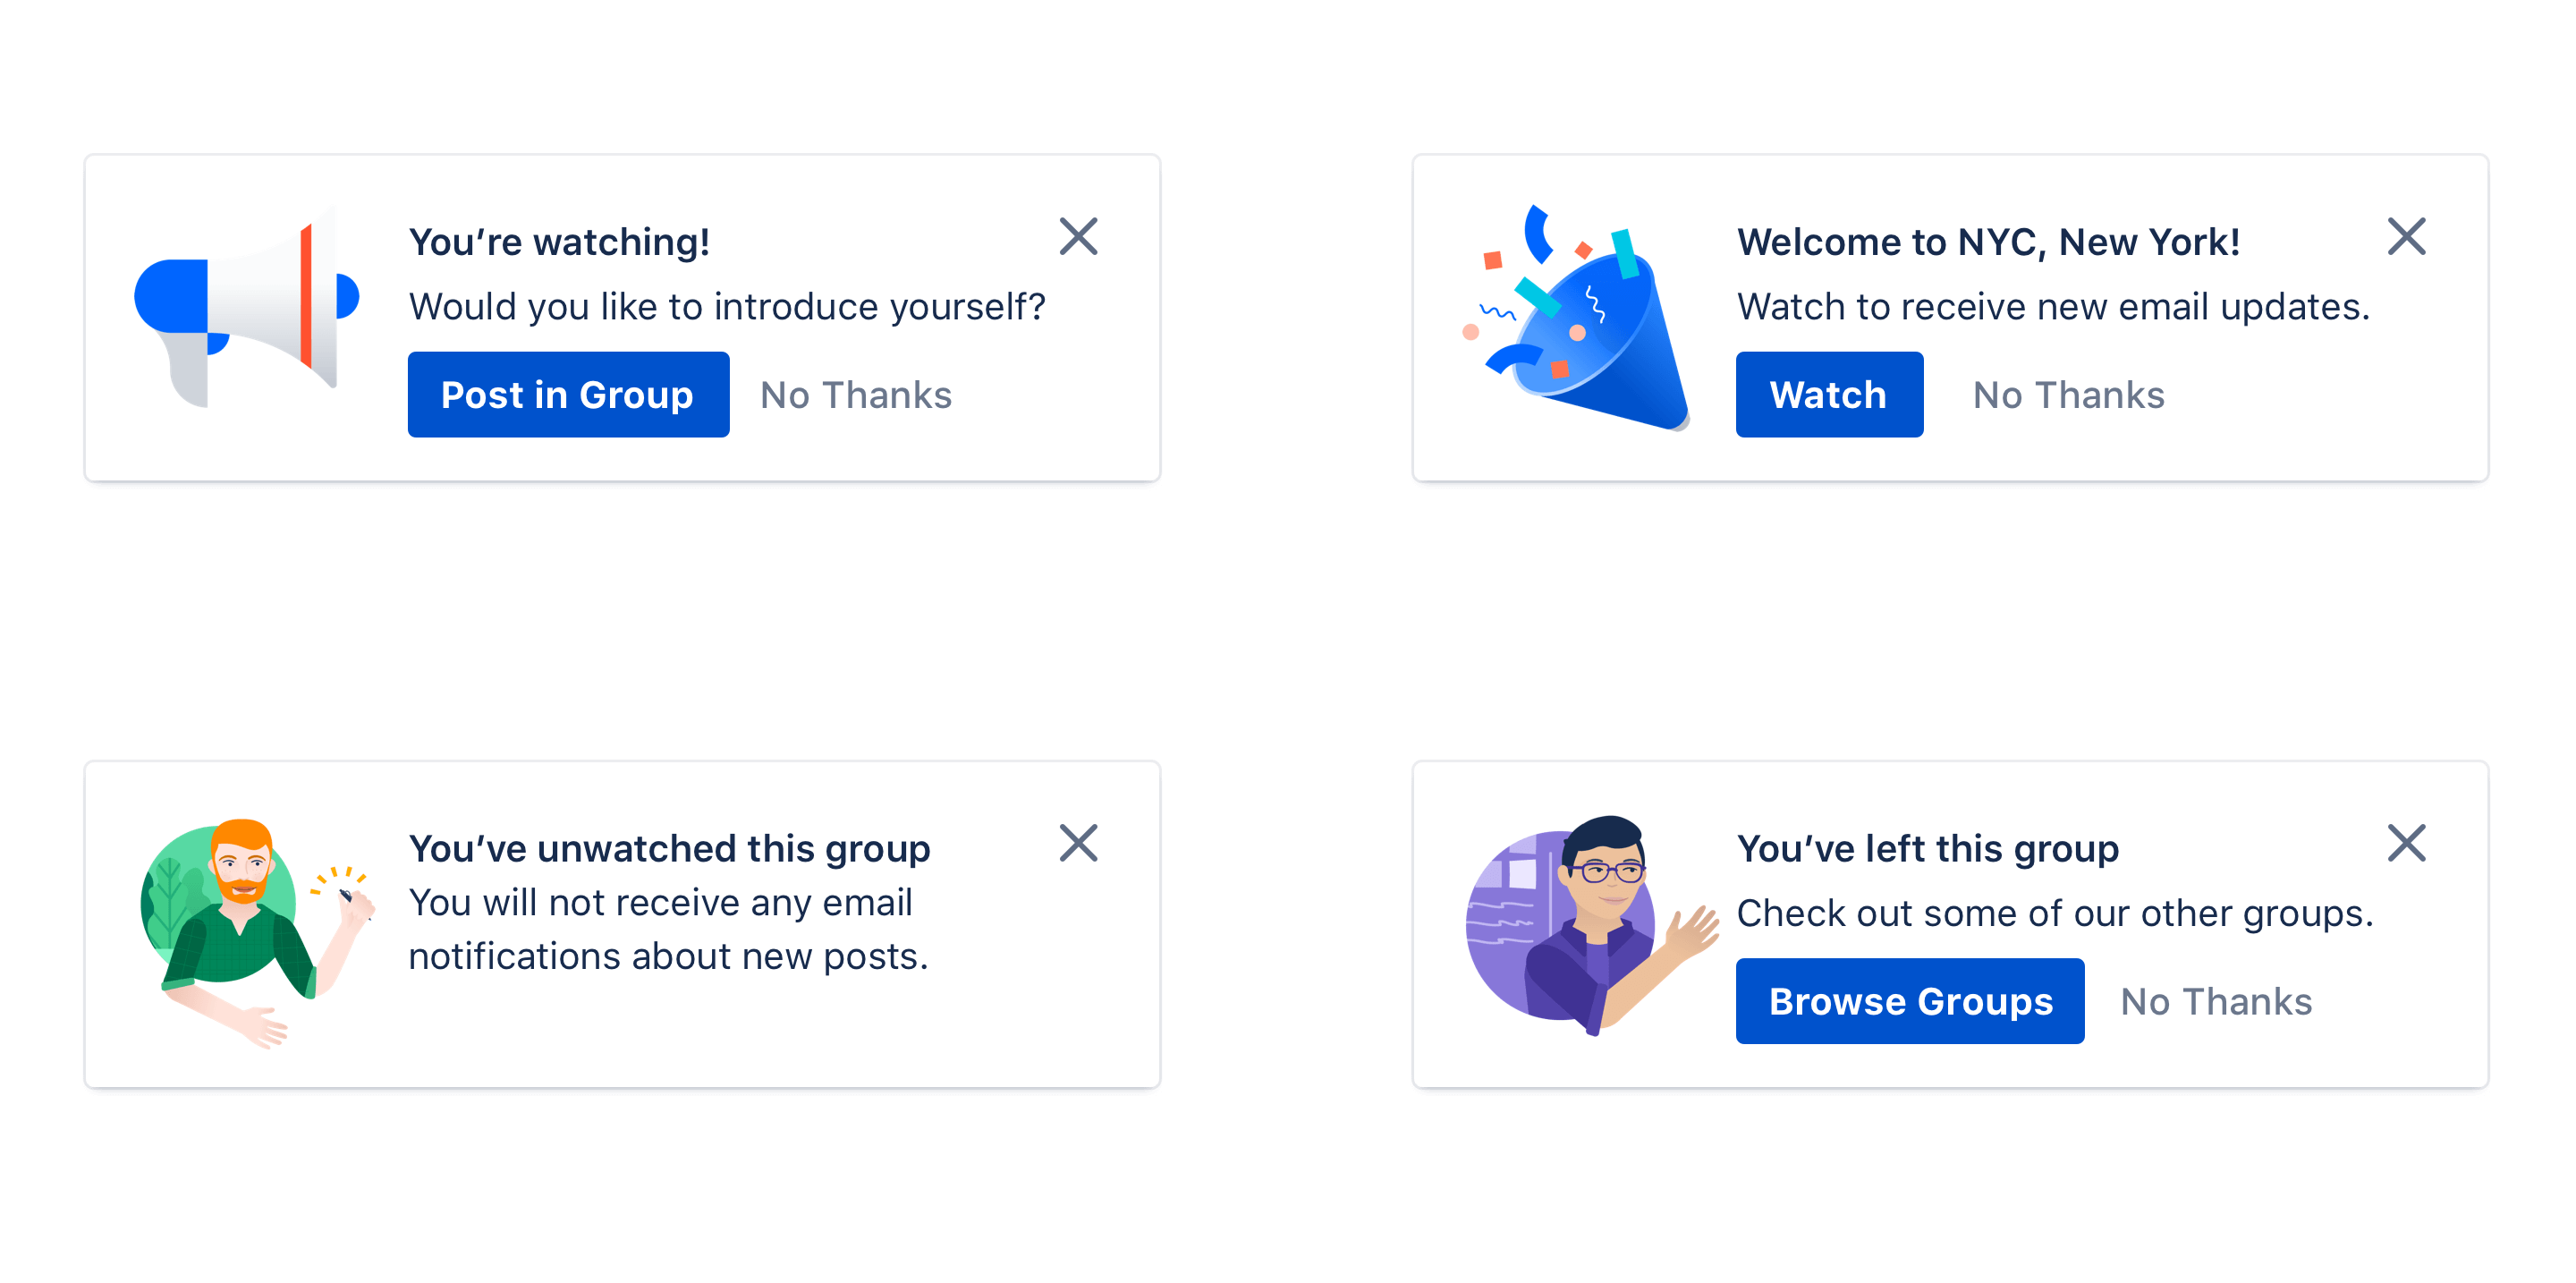 You’re watching!
Would you like to introduce yourself?
Post in Group No Thanks
Welcome to NYC, New York!
Watch to receive new email updates.
Watch No Thanks
You’ve unwatched this group
You will not receive any email
notifications about new posts.
You’ve left this group
Check out some of our other groups.
Browse Groups No Thanks